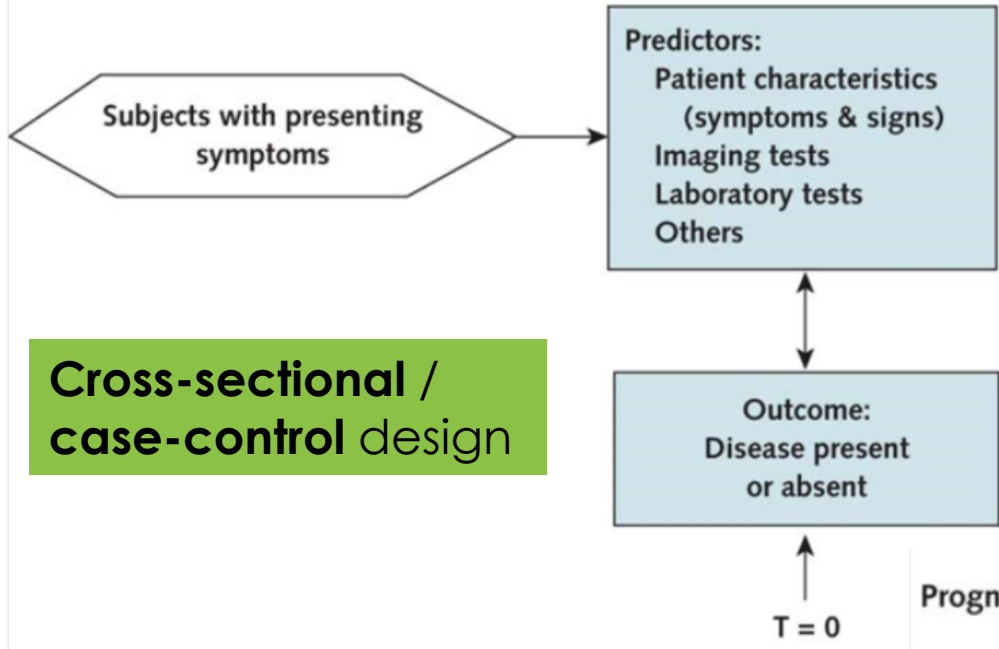 Subjects with presenting
symptoms
Predictors:
Patient characteristics
(symptoms & signs)
Imaging tests
Laboratory tests
Others
Cross-sectional /
case-control design
Outcome:
Disease present
or absent
T = 0
Progn